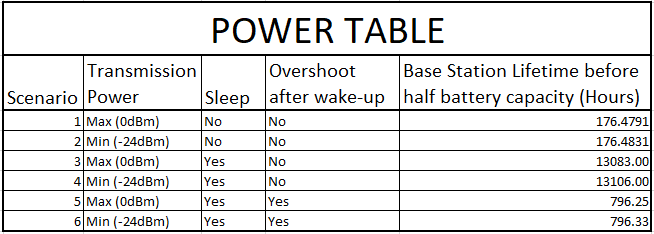 POWER TABLE
Scenario Transmission Power Sleep Overshoot after wake-up Base Station Lifetime before half battery capacity (Hours)
1 Max (0dBm) No No 176.4791
2 Min (-24dBm) No No 176.4831
3 Max (0dBm) Yes No 13083.00
4 Min (-24dBm) Yes No 13106.00
5 Max (0dBm) Yes Yes 796.25
6 Min (-24dBm) Yes Yes 796.33